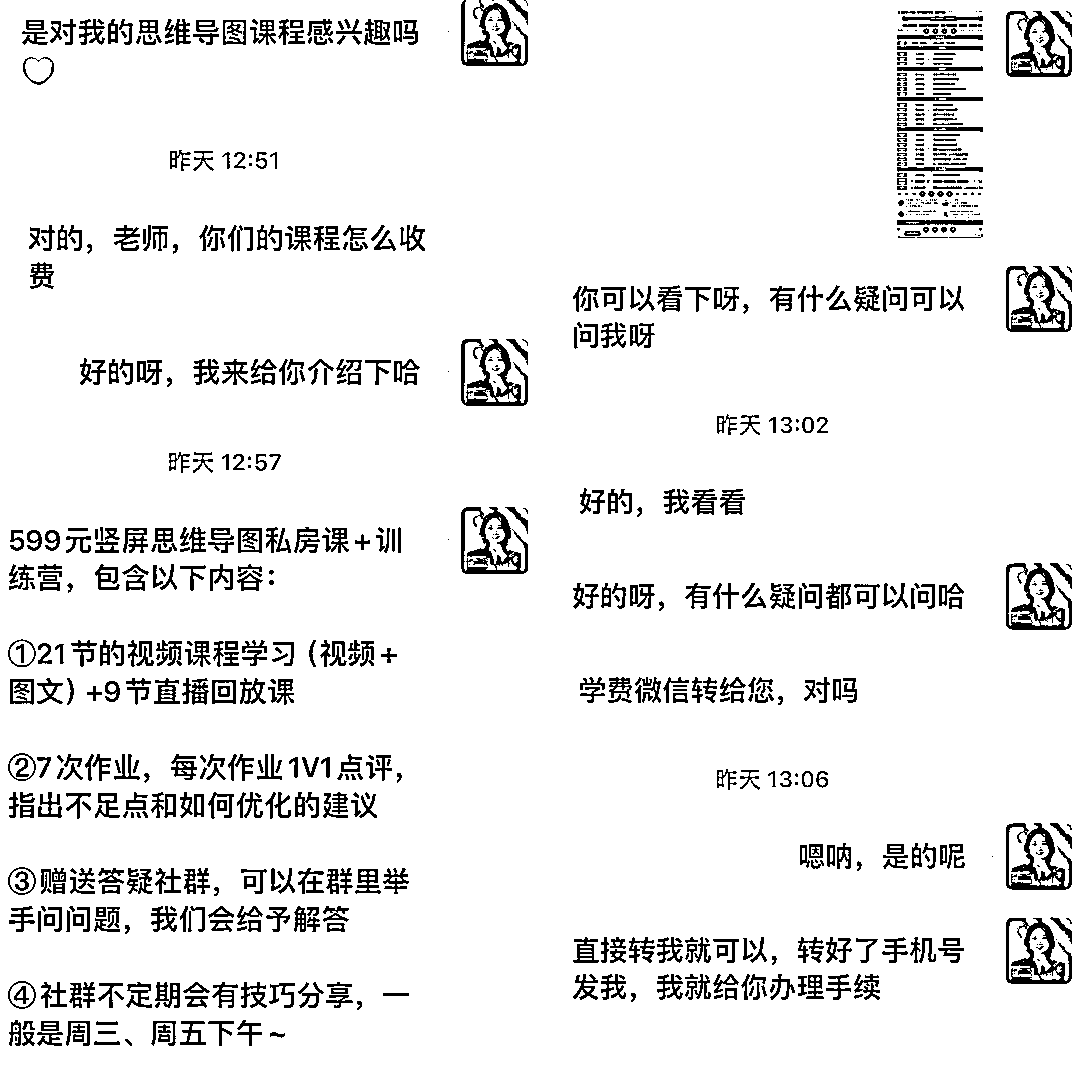 是对我的思维导图课程感兴趣吗
昨天 12:51
对的，老师，你们的课程怎么收
费
好的呀，我来给你介绍下哈
昨天 12:57
599元竖屏思维导图私房课+训
练营，包含以下内容：
①21节的视频课程学习（视频+
图文）+9节直播回放课
②7次作业，每次作业1V1点评，
指出不足点和如何优化的建议
③赠送答疑社群，可以在群里举
手问问题，我们会给予解答
④社群不定期会有技巧分享，一
般是周三、周五下午~
你可以看下呀，有什么疑问可以
问我呀
昨天 13:02
好的，我看看
好的呀，有什么疑问都可以问哈
学费微信转给您，对吗
昨天 13:06
嗯呐，是的呢
直接转我就可以，转好了手机号
发我，我就给你办理手续